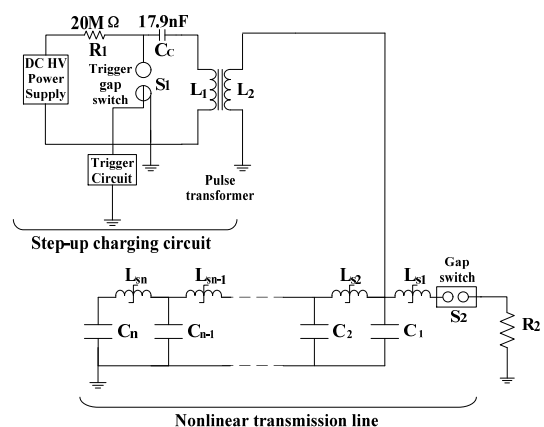 20M Ω
17.9nF
R1
CC
DC HV
Power
Supply
Trigger
gap
switch
S1
L1
L2
Trigger
Circuit
Pulse
transformer
Step-up charging circuit
Lsn
Lsn-1
Ls2
Ls1
Gap
switch
S2
Cn
Cn-1
C2
C1
R2
Nonlinear transmission line